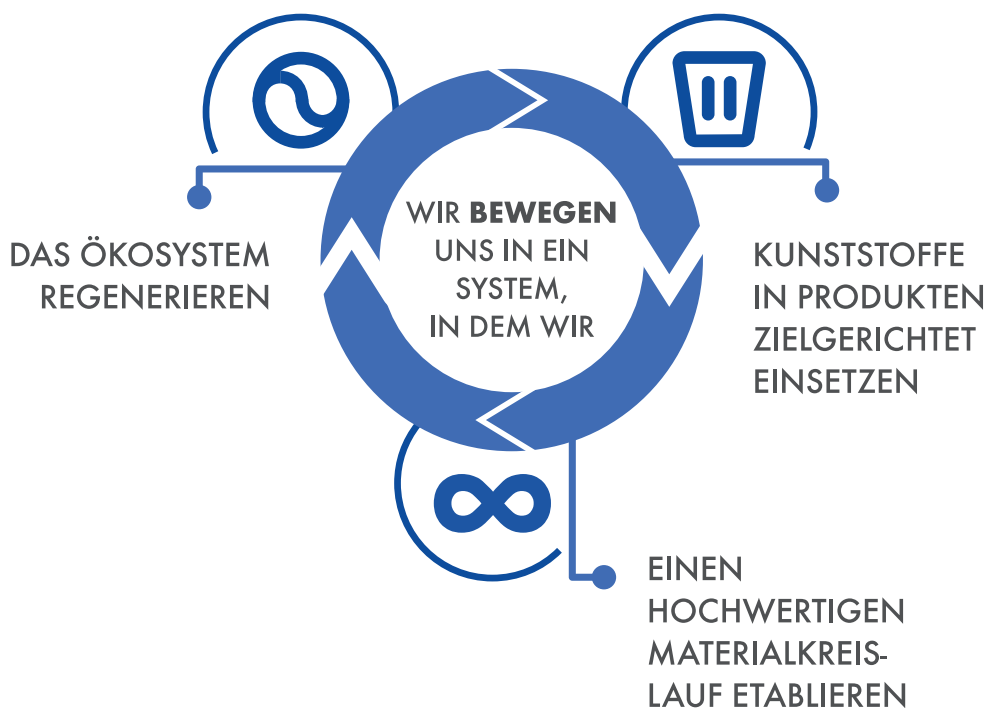 WIR BEWEGEN
UNS IN EIN
SYSTEM,
IN DEM WIR
DAS ÖKOSYSTEM
REGENERIEREN
KUNSTSTOFFE
IN PRODUKTEN
ZIELGERICHTET
EINSETZEN
EINEN
HOCHWERTIGEN
MATERIALKREIS-
LAUF ETABLIEREN